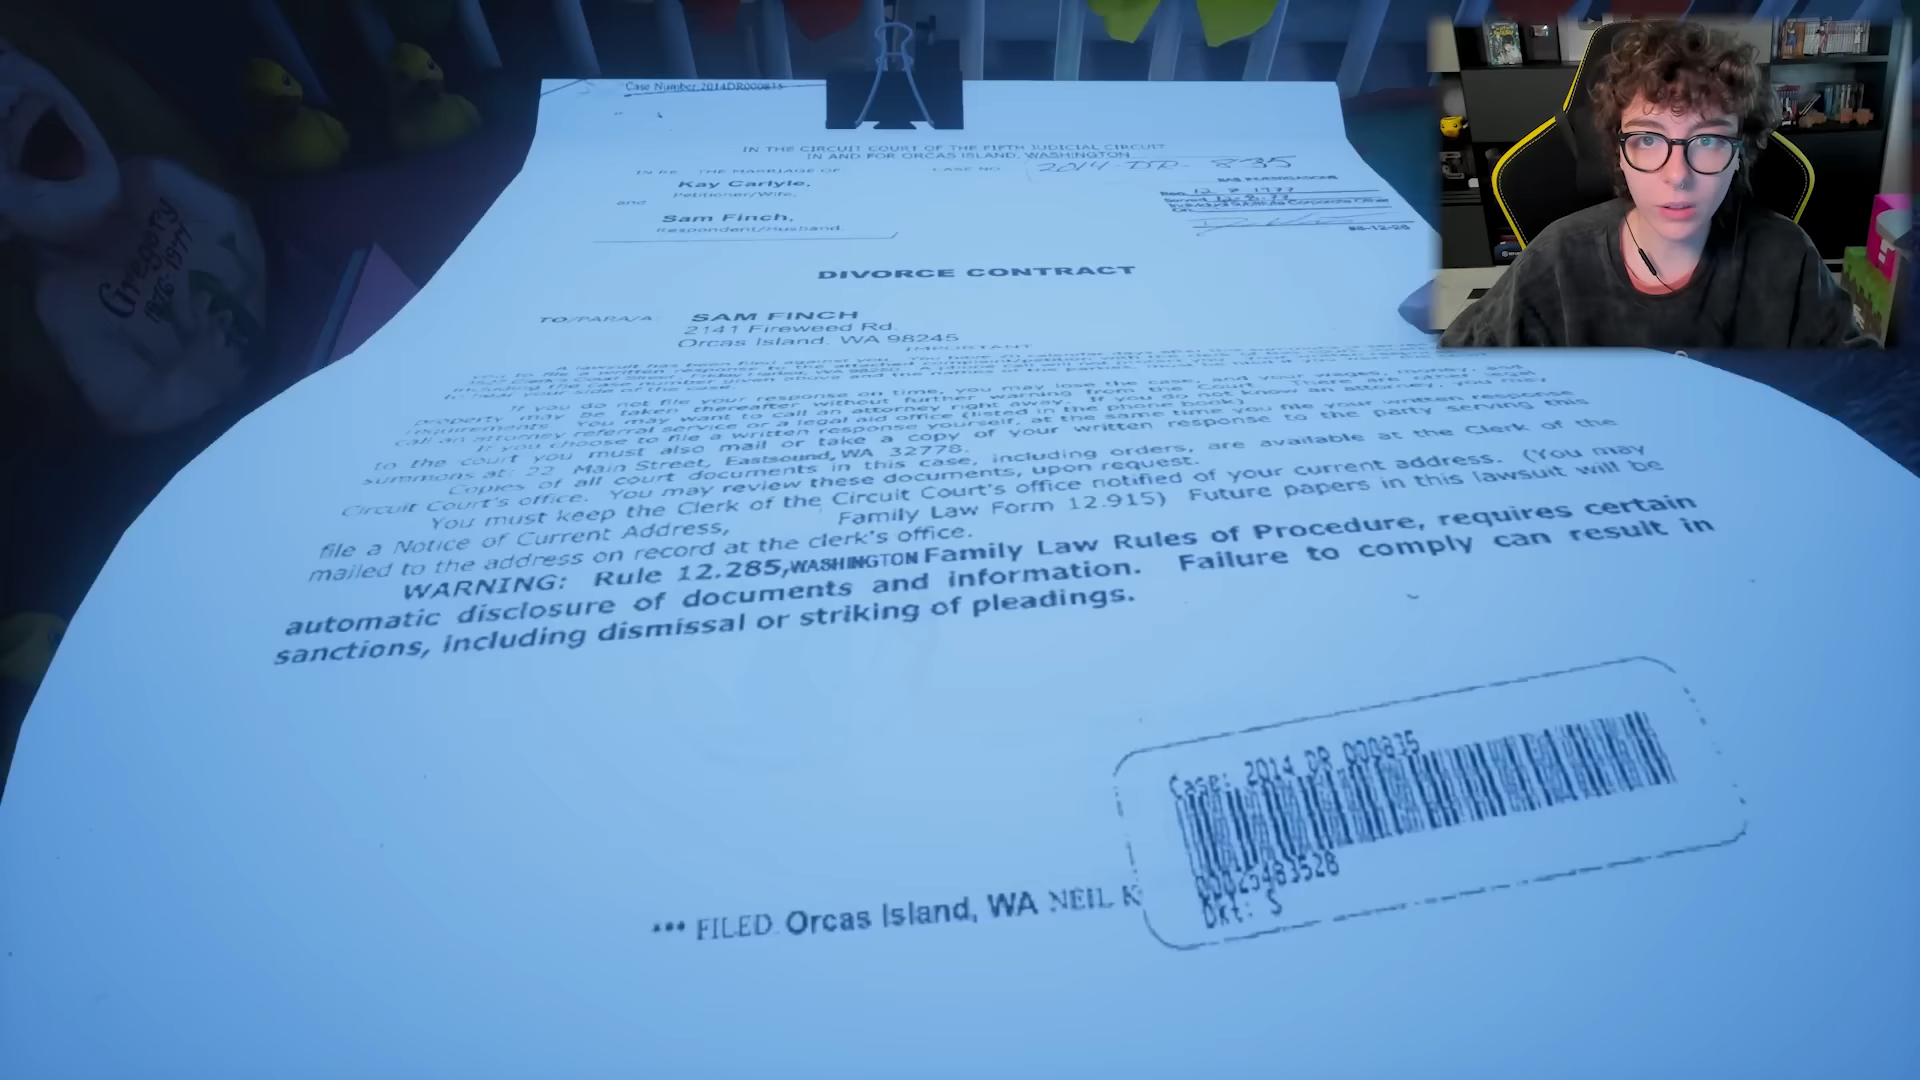 Case Number 2014DR000835
IN THE CIRCUIT COURT OF THE FIFTH JUDICIAL CIRCUIT
IN AND FOR ORCAS ISLAND, WASHINGTON
IN RE: THE MARRIAGE OF
CASE NO.
2014-DR- 835
Kay Carlyle,
Petitioner/Wife,
and
Sam Finch,
Respondent/Husband.
DIVORCE CONTRACT
TO/PARA/A:
SAM FINCH
2141 Fireweed Rd.
Orcas Island. WA 98245
IMPORTANT
If you do not file your response on time, you may lose the case, and your wages, money, and
property may be taken thereafter without further warning from the Court. There are other legal
requirements. You may want to call an attorney right away. If you do not know an attorney, you may
call an attorney referral service or a legal aid office (listed in the phone book).
If you choose to file a written response yourself, at the same time you file your written response
to the court you must also mail or take a copy of your written response to the party serving this
summons at: 22 Main Street, Eastsound, WA 32778.
Copies of all court documents in this case, including orders, are available at the Clerk of the
Circuit Court's office. You may review these documents, upon request.
You must keep the Clerk of the Circuit Court's office notified of your current address. (You may
file a Notice of Current Address, Family Law Form 12.915) Future papers in this lawsuit will be
mailed to the address on record at the clerk's office.
WARNING: Rule 12.285, WASHINGTON Family Law Rules of Procedure, requires certain
automatic disclosure of documents and information. Failure to comply can result in
sanctions, including dismissal or striking of pleadings.
Case: 2014 DR 000835
00025483528
Dkt: S
*** FILED. Orcas Island, WA NEIL K
Gregory
1976-1977